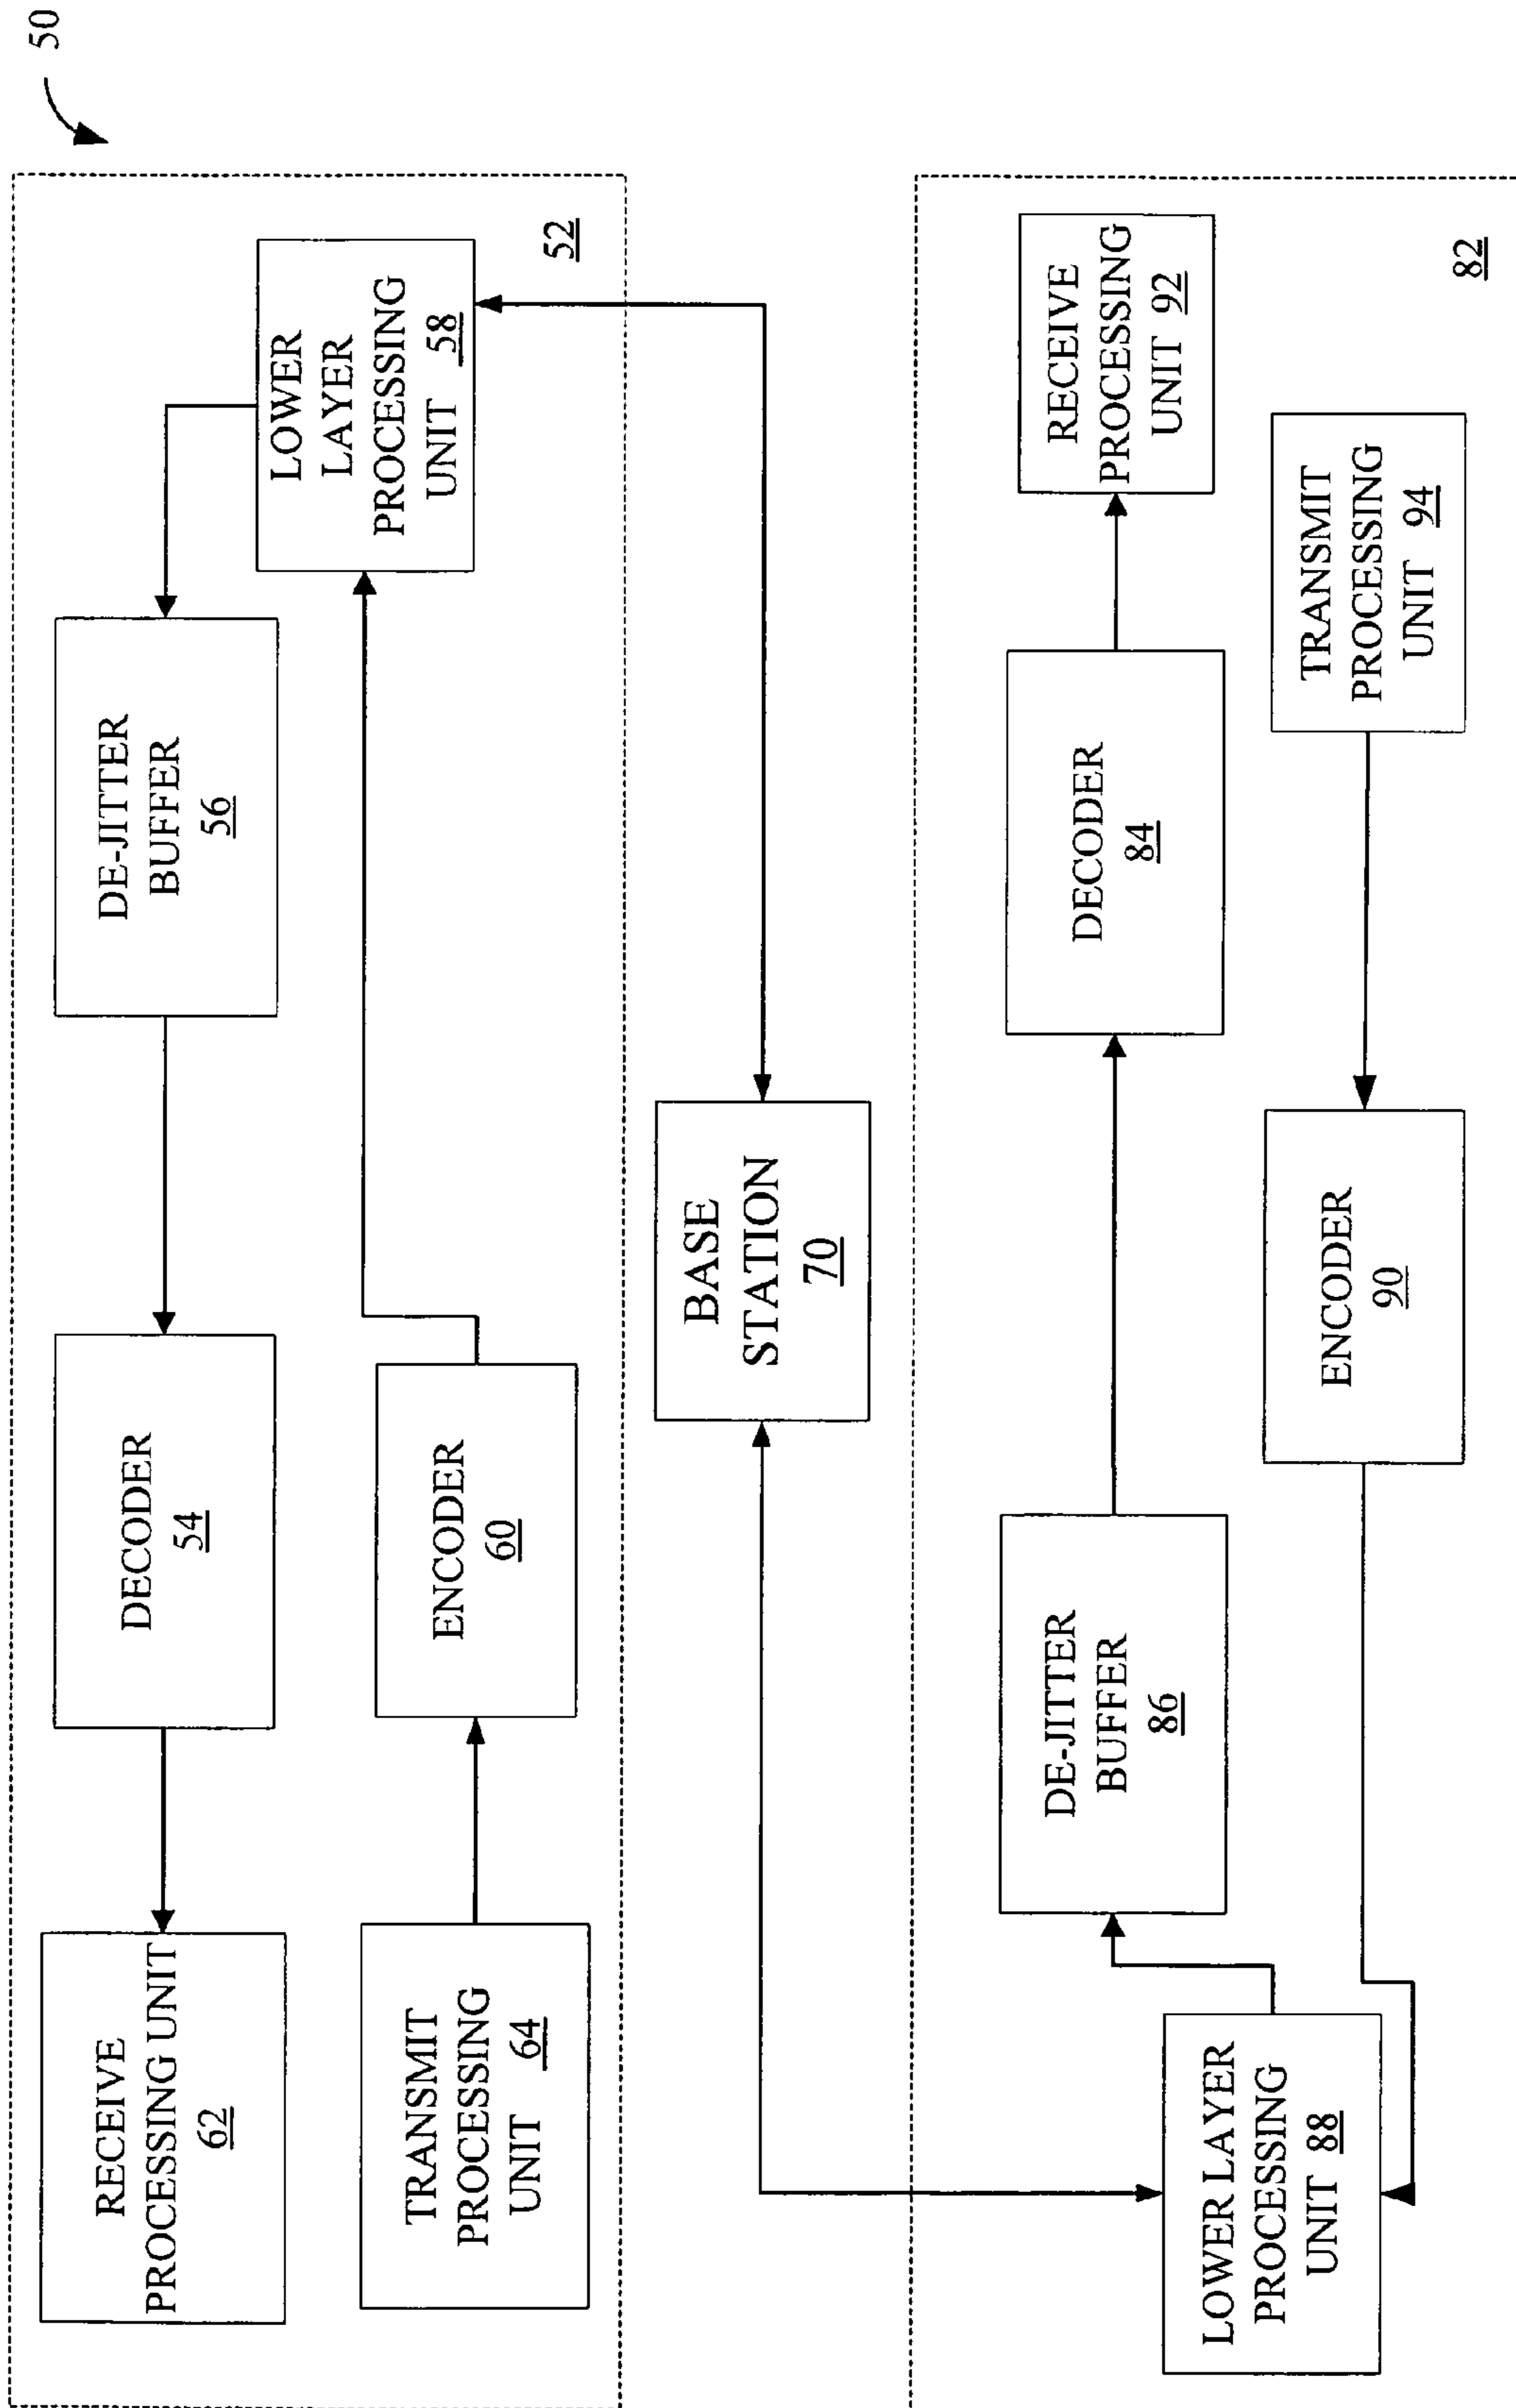 50
RECEIVE
PROCESSING UNIT
62
DECODER
54
DE-JITTER
BUFFER
56
LOWER
LAYER
PROCESSING
UNIT 58
TRANSMIT
PROCESSING
UNIT 64
ENCODER
60
52
BASE
STATION
70
LOWER LAYER
PROCESSING
UNIT 88
DE-JITTER
BUFFER
86
DECODER
84
RECEIVE
PROCESSING
UNIT 92
ENCODER
90
TRANSMIT
PROCESSING
UNIT 94
82